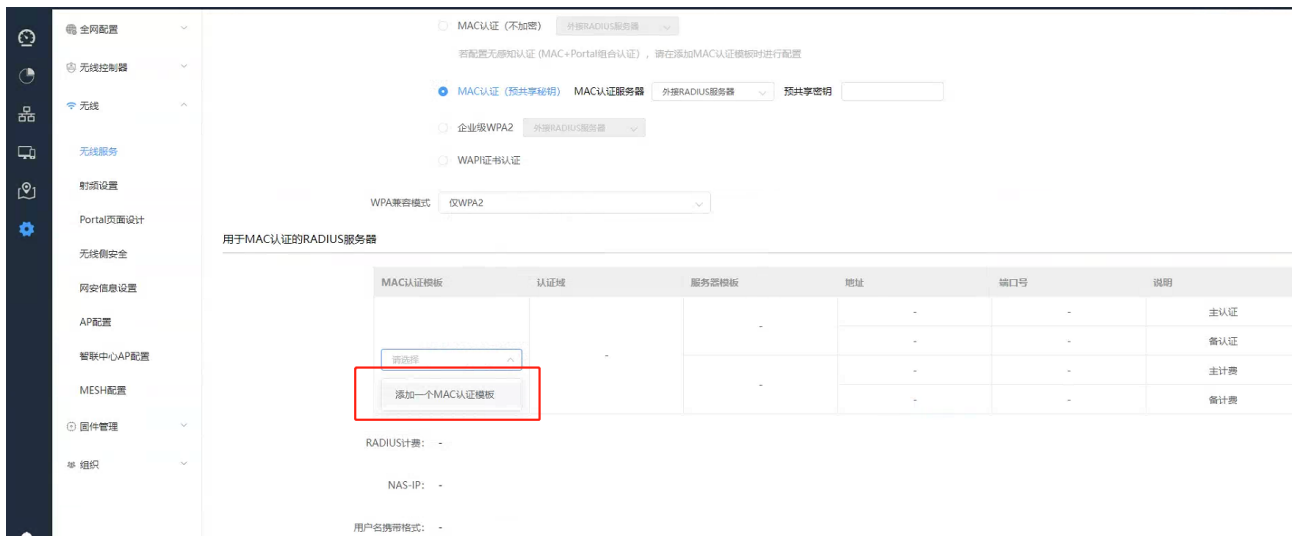 全网配置
无线控制器
无线
无线服务
射频设置
Portal页面设计
无线侧安全
网安信息设置
AP配置
智联中心AP配置
MESH配置
固件管理
组织
MAC认证（不加密） 外接RADIUS服务器
若配置无感知认证 (MAC+Portal组合认证) ，请在添加MAC认证模板时进行配置
MAC认证（预共享秘钥） MAC认证服务器 外接RADIUS服务器 预共享密钥
企业级WPA2 外接RADIUS服务器
WAPI证书认证
WPA兼容模式 仅WPA2
用于MAC认证的RADIUS服务器
MAC认证模板 认证域 服务器模板 地址 端口号 说明
- - 主认证
-
- - 备认证
请选择 -
- - 主计费
-
- - 备计费
添加一个MAC认证模板
RADIUS计费： -
NAS-IP： -
用户名携带格式： -